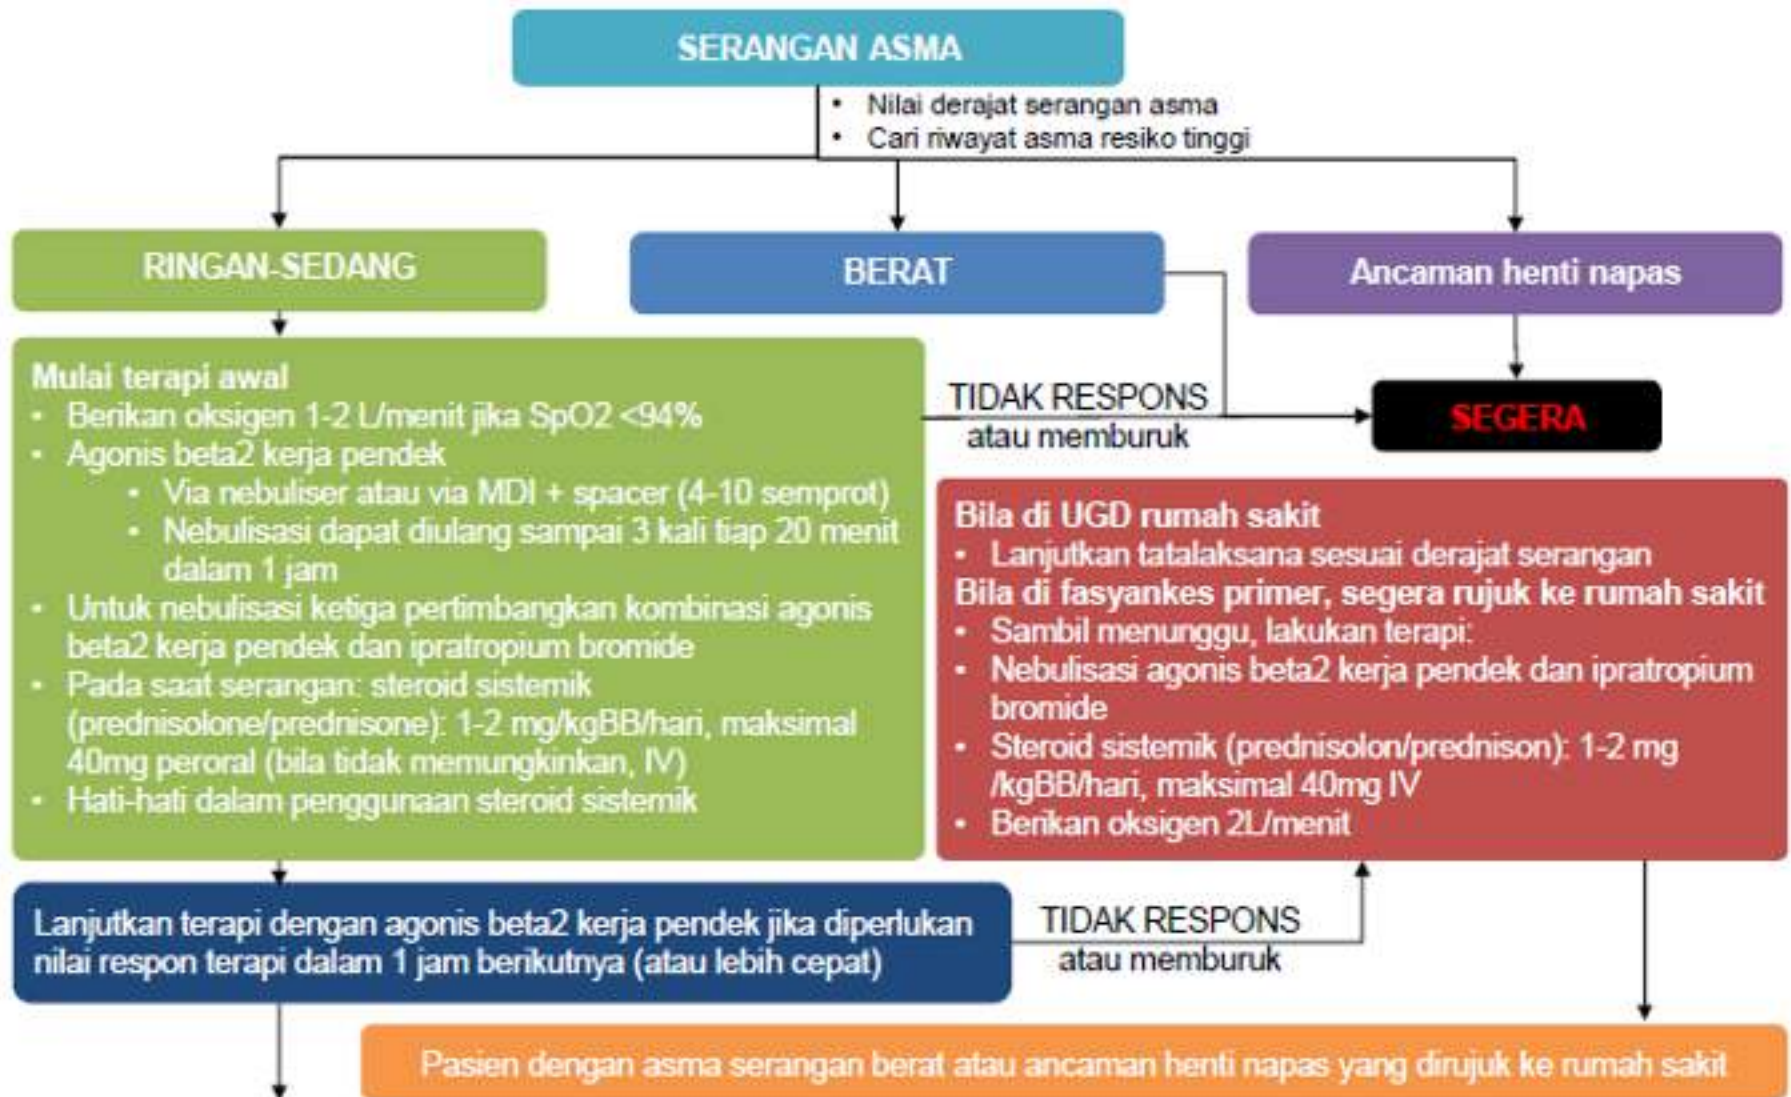 SERANGAN ASMA
• Nilai derajat serangan asma
• Cari riwayat asma resiko tinggi
RINGAN-SEDANG
BERAT
Ancaman henti napas
Mulai terapi awal
• Berikan oksigen 1-2 L/menit jika SpO2 <94%
• Agonis beta2 kerja pendek
• Via nebuliser atau via MDI + spacer (4-10 semprot)
• Nebulisasi dapat diulang sampai 3 kali tiap 20 menit
dalam 1 jam
• Untuk nebulisasi ketiga pertimbangkan kombinasi agonis
beta2 kerja pendek dan ipratropium bromide
• Pada saat serangan: steroid sistemik
(prednisolone/prednisone): 1-2 mg/kgBB/hari, maksimal
40mg peroral (bila tidak memungkinkan, IV)
• Hati-hati dalam penggunaan steroid sistemik
TIDAK RESPONS
atau memburuk
SEGERA
Bila di UGD rumah sakit
• Lanjutkan tatalaksana sesuai derajat serangan
Bila di fasyankes primer, segera rujuk ke rumah sakit
• Sambil menunggu, lakukan terapi:
• Nebulisasi agonis beta2 kerja pendek dan ipratropium
bromide
• Steroid sistemik (prednisolon/prednison): 1-2 mg
/kgBB/hari, maksimal 40mg IV
• Berikan oksigen 2L/menit
Lanjutkan terapi dengan agonis beta2 kerja pendek jika diperlukan
nilai respon terapi dalam 1 jam berikutnya (atau lebih cepat)
TIDAK RESPONS
atau memburuk
Pasien dengan asma serangan berat atau ancaman henti napas yang dirujuk ke rumah sakit